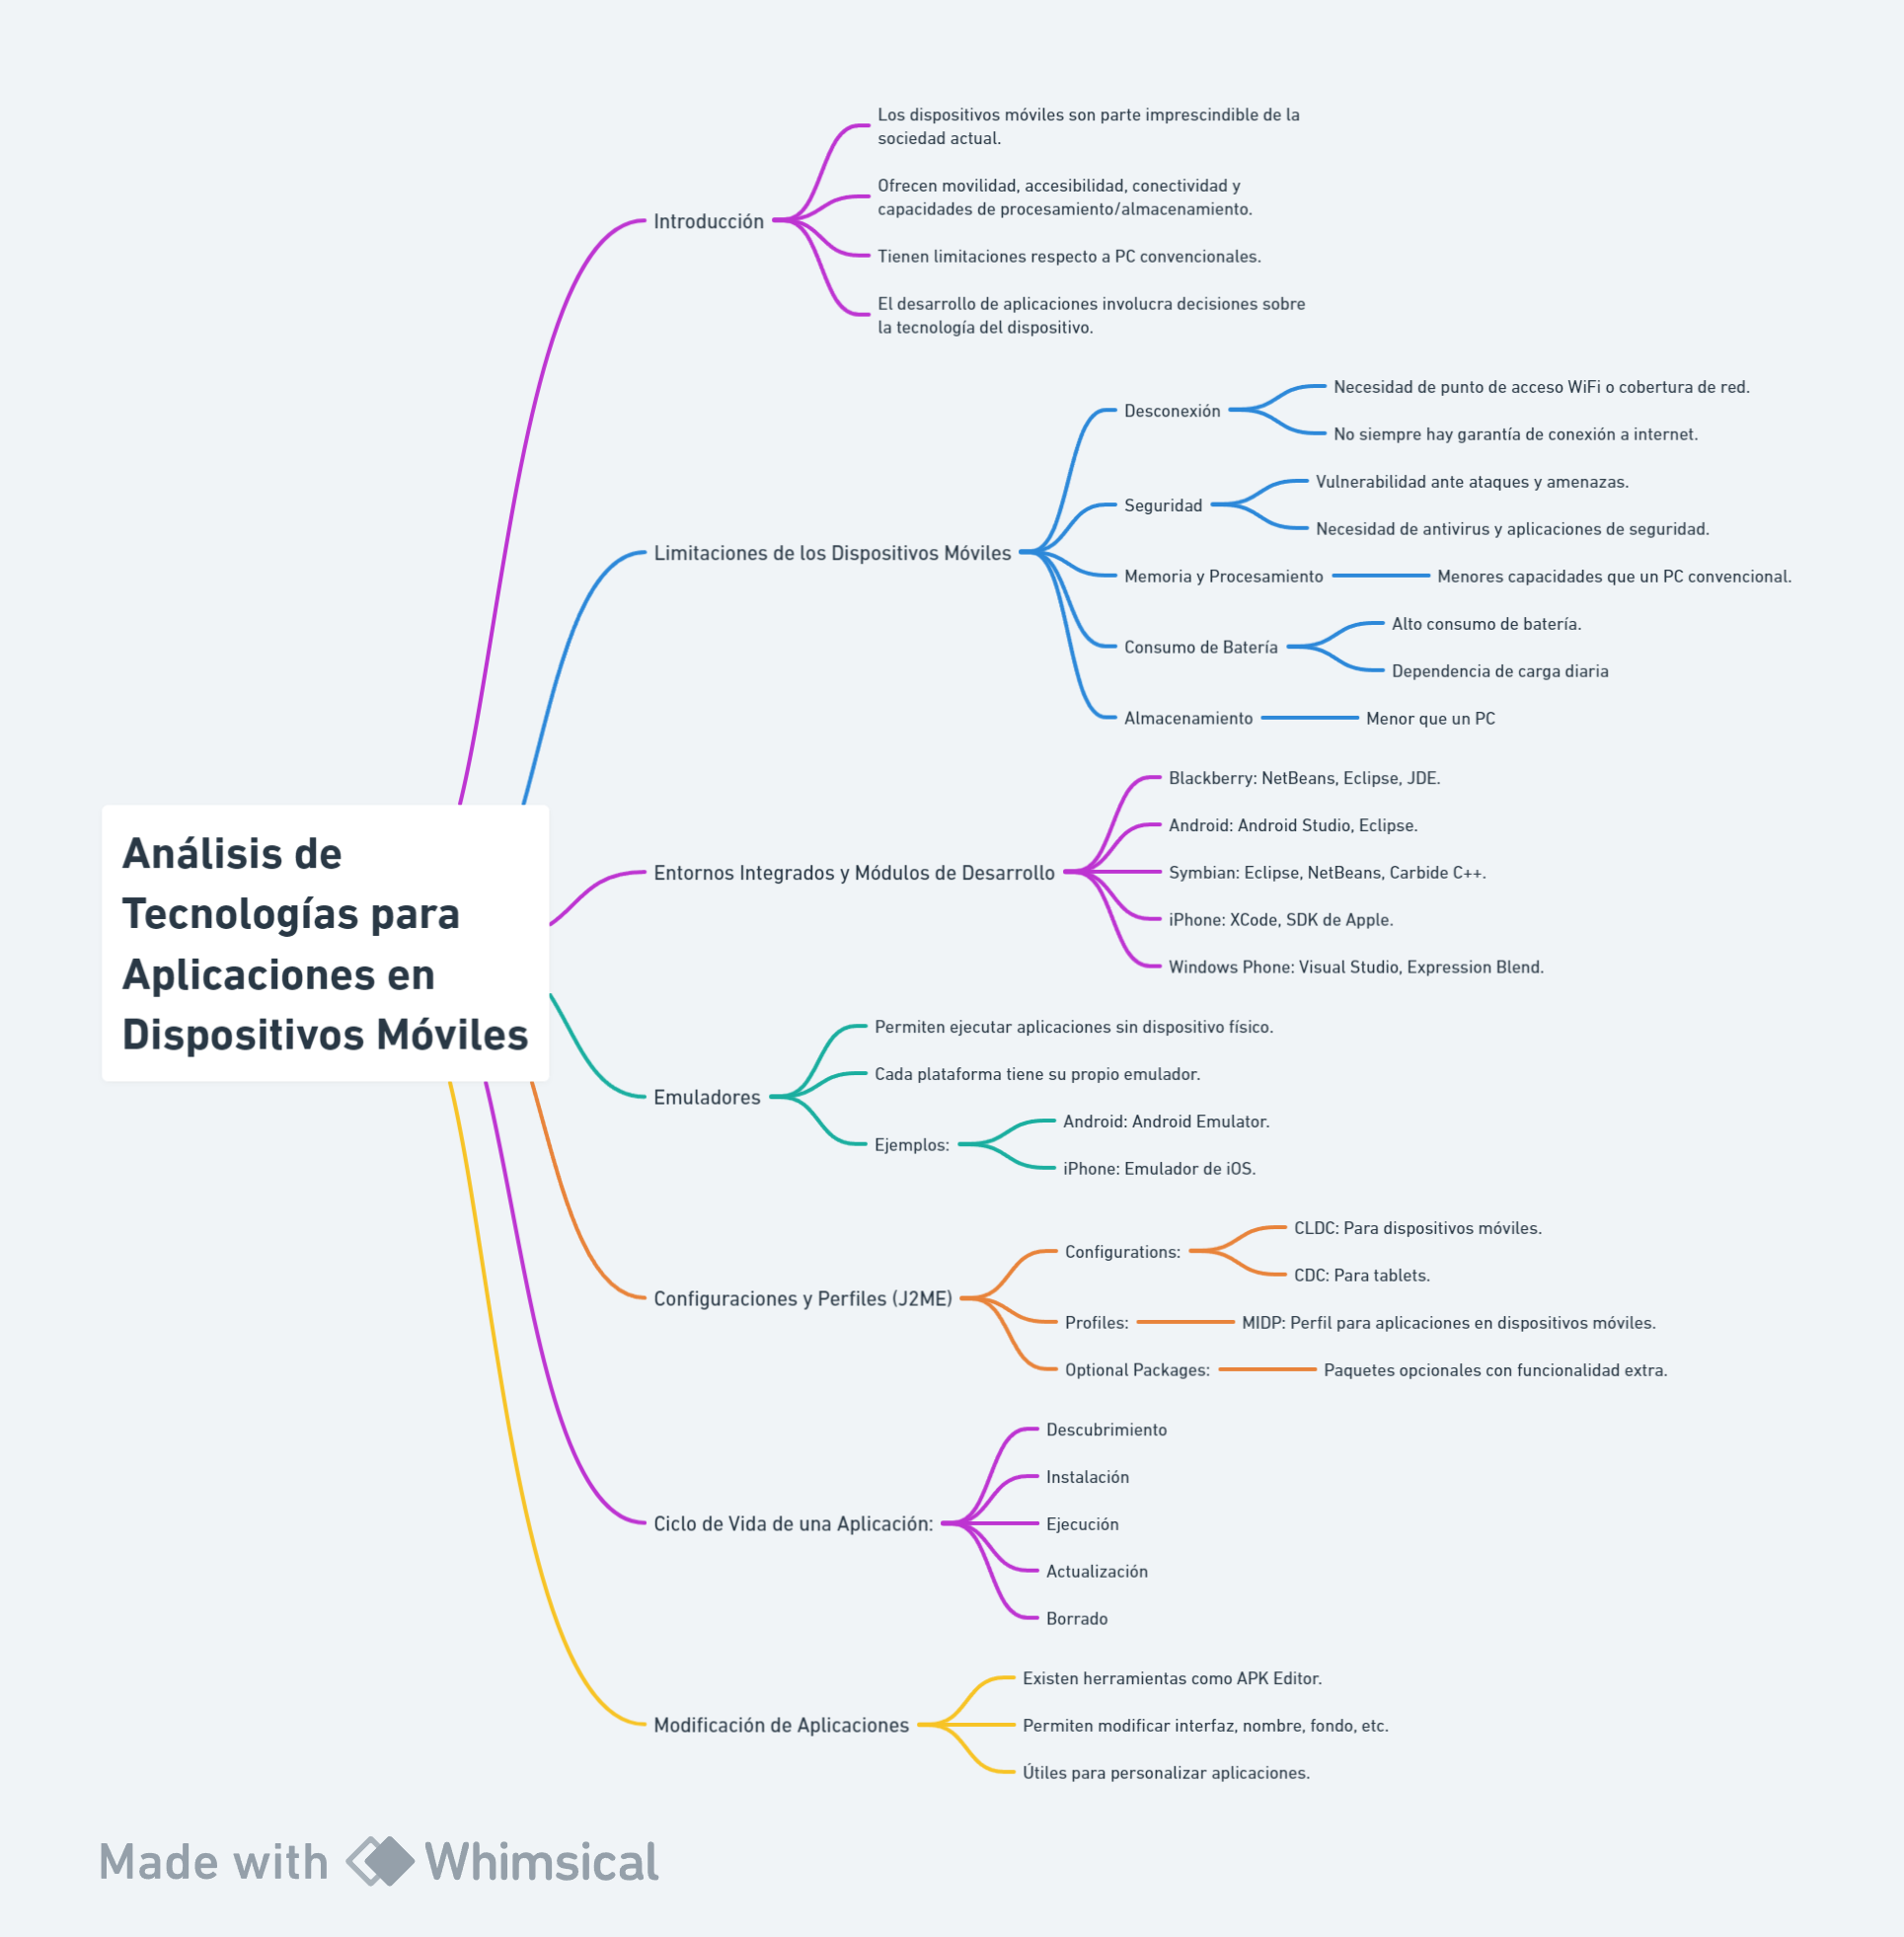 Análisis de
Tecnologías para
Aplicaciones en
Dispositivos Móviles
Introducción
Los dispositivos móviles son parte imprescindible de la
sociedad actual.
Ofrecen movilidad, accesibilidad, conectividad y
capacidades de procesamiento/almacenamiento.
Tienen limitaciones respecto a PC convencionales.
El desarrollo de aplicaciones involucra decisiones sobre
la tecnología del dispositivo.
Limitaciones de los Dispositivos Móviles
Desconexión
Necesidad de punto de acceso WiFi o cobertura de red.
No siempre hay garantía de conexión a internet.
Seguridad
Vulnerabilidad ante ataques y amenazas.
Necesidad de antivirus y aplicaciones de seguridad.
Memoria y Procesamiento
Menores capacidades que un PC convencional.
Consumo de Batería
Alto consumo de batería.
Dependencia de carga diaria
Almacenamiento
Menor que un PC
Entornos Integrados y Módulos de Desarrollo
Blackberry: NetBeans, Eclipse, JDE.
Android: Android Studio, Eclipse.
Symbian: Eclipse, NetBeans, Carbide C++.
iPhone: XCode, SDK de Apple.
Windows Phone: Visual Studio, Expression Blend.
Emuladores
Permiten ejecutar aplicaciones sin dispositivo físico.
Cada plataforma tiene su propio emulador.
Ejemplos:
Android: Android Emulator.
iPhone: Emulador de iOS.
Configuraciones y Perfiles (J2ME)
Configurations:
CLDC: Para dispositivos móviles.
CDC: Para tablets.
Profiles:
MIDP: Perfil para aplicaciones en dispositivos móviles.
Optional Packages:
Paquetes opcionales con funcionalidad extra.
Ciclo de Vida de una Aplicación:
Descubrimiento
Instalación
Ejecución
Actualización
Borrado
Modificación de Aplicaciones
Existen herramientas como APK Editor.
Permiten modificar interfaz, nombre, fondo, etc.
Útiles para personalizar aplicaciones.
Made with Whimsical